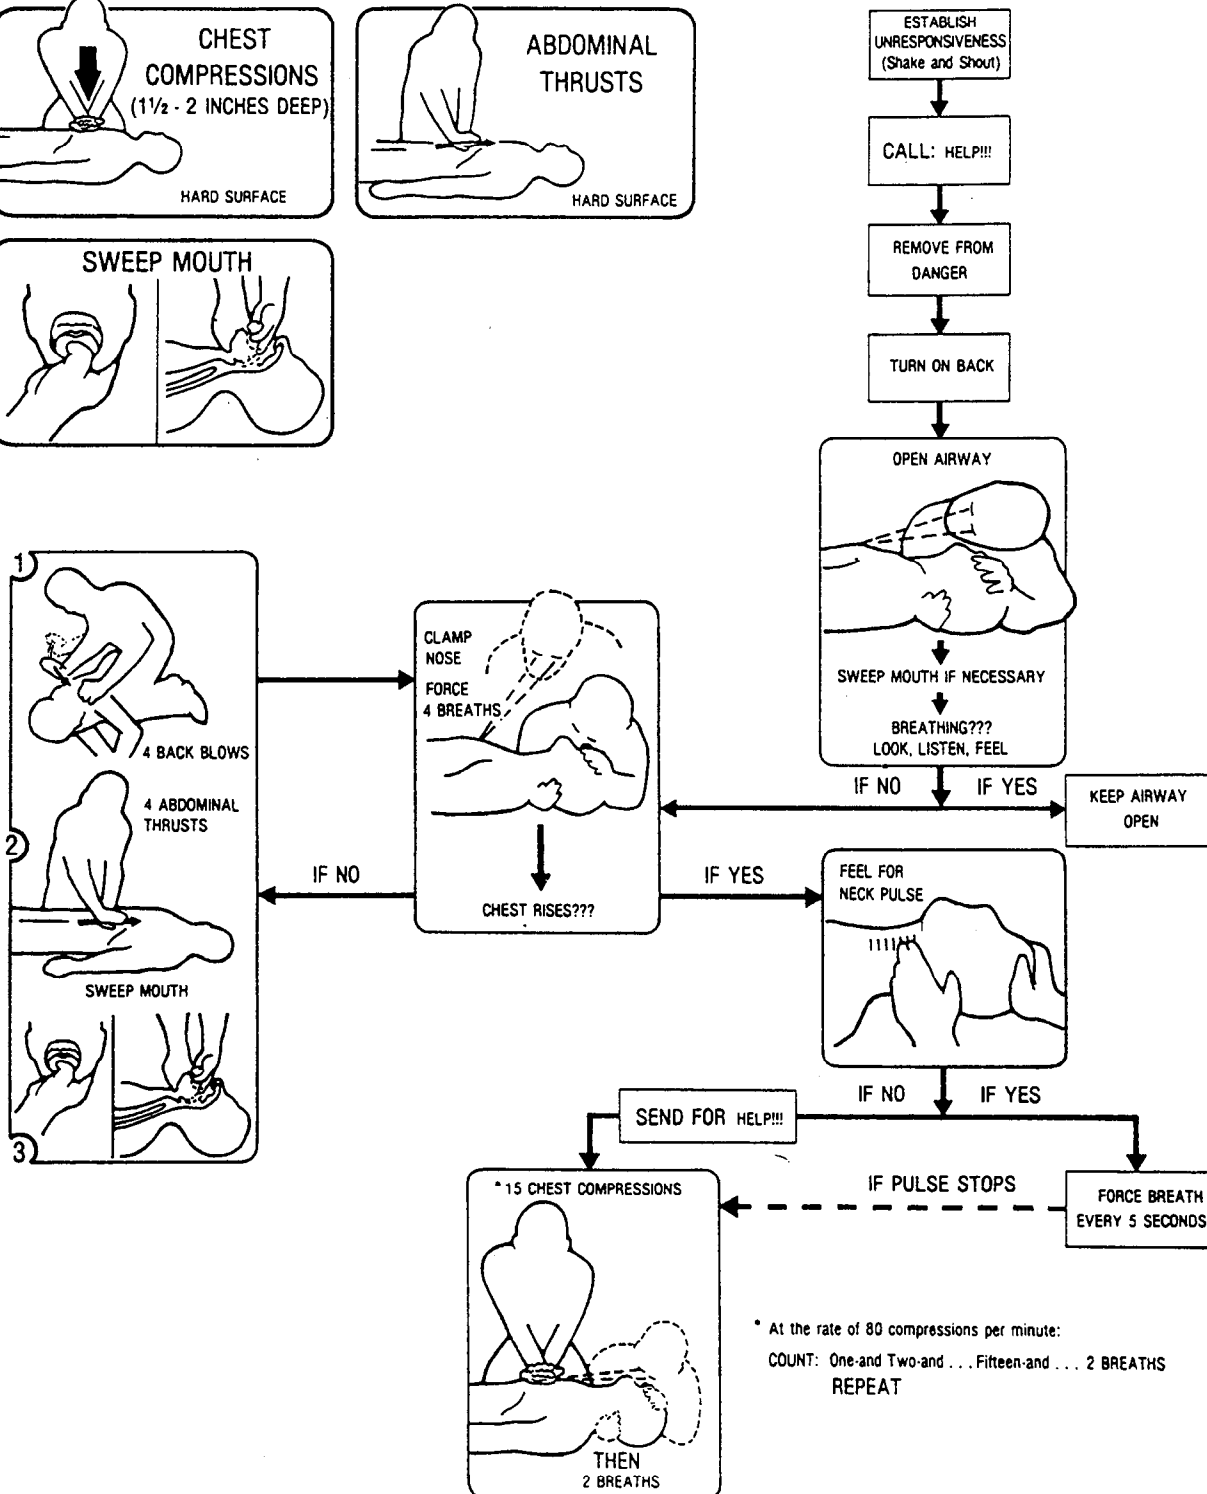 CHEST
COMPRESSIONS
(1½ - 2 INCHES DEEP)
HARD SURFACE
ABDOMINAL
THRUSTS
HARD SURFACE
SWEEP MOUTH
ESTABLISH
UNRESPONSIVENESS
(Shake and Shout)
CALL: HELP!!!
REMOVE FROM
DANGER
TURN ON BACK
OPEN AIRWAY
SWEEP MOUTH IF NECESSARY
BREATHING???
LOOK, LISTEN, FEEL
IF NO
IF YES
KEEP AIRWAY
OPEN
1
4 BACK BLOWS
4 ABDOMINAL
THRUSTS
2
SWEEP MOUTH
3
CLAMP
NOSE
FORCE
4 BREATHS
CHEST RISES???
IF NO
IF YES
FEEL FOR
NECK PULSE
IF NO
IF YES
SEND FOR HELP!!!
* 15 CHEST COMPRESSIONS
IF PULSE STOPS
FORCE BREATH
EVERY 5 SECONDS
THEN
2 BREATHS
* At the rate of 80 compressions per minute:
COUNT: One-and Two-and . . . Fifteen-and . . . 2 BREATHS
REPEAT